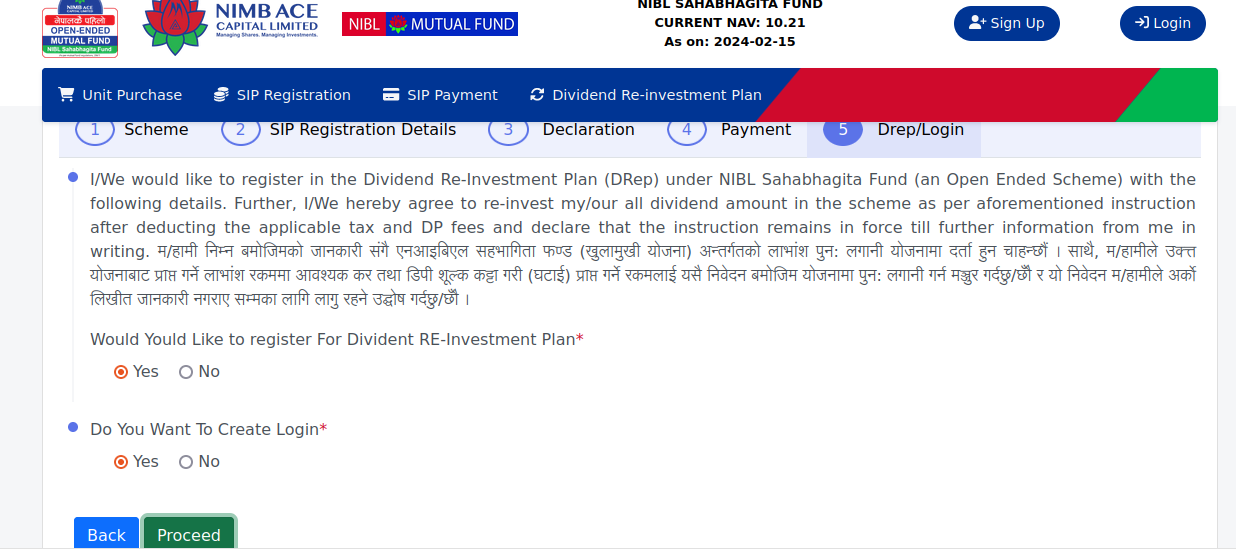 NIMB ACE
नेपालकै पहिलो
OPEN-ENDED
MUTUAL FUND
NIBL Sahabhagita Fund
NIMB ACE
CAPITAL LIMITED
Managing Shares. Managing Investments.
NIBL MUTUAL FUND
NIBL SAHABHAGITA FUND
CURRENT NAV: 10.21
As on: 2024-02-15
Sign Up
Login
Unit Purchase SIP Registration SIP Payment Dividend Re-investment Plan
1 Scheme 2 SIP Registration Details 3 Declaration 4 Payment 5 Drep/Login
I/We would like to register in the Dividend Re-Investment Plan (DRep) under NIBL Sahabhagita Fund (an Open Ended Scheme) with the
following details. Further, I/We hereby agree to re-invest my/our all dividend amount in the scheme as per aforementioned instruction
after deducting the applicable tax and DP fees and declare that the instruction remains in force till further information from me in
writing. म/हामी निम्न बमोजिमको जानकारी संगै एनआइबिएल सहभागिता फण्ड (खुलामुखी योजना) अन्तर्गतको लाभांश पुन: लगानी योजनामा दर्ता हुन चाहन्छौं । साथै, म/हामीले उक्त
योजनाबाट प्राप्त गर्ने लाभांश रकममा आवश्यक कर तथा डिपी शूल्क कट्टा गरी (घटाई) प्राप्त गर्ने रकमलाई यसै निवेदन बमोजिम योजनामा पुन: लगानी गर्न मञ्जुर गर्दछु/छौँ र यो निवेदन म/हामीले अर्को
लिखीत जानकारी नगराए सम्मका लागि लागु रहने उद्घोष गर्दछु/छौँ ।
Would Yould Like to register For Divident RE-Investment Plan*
Yes No
Do You Want To Create Login*
Yes No
Back Proceed